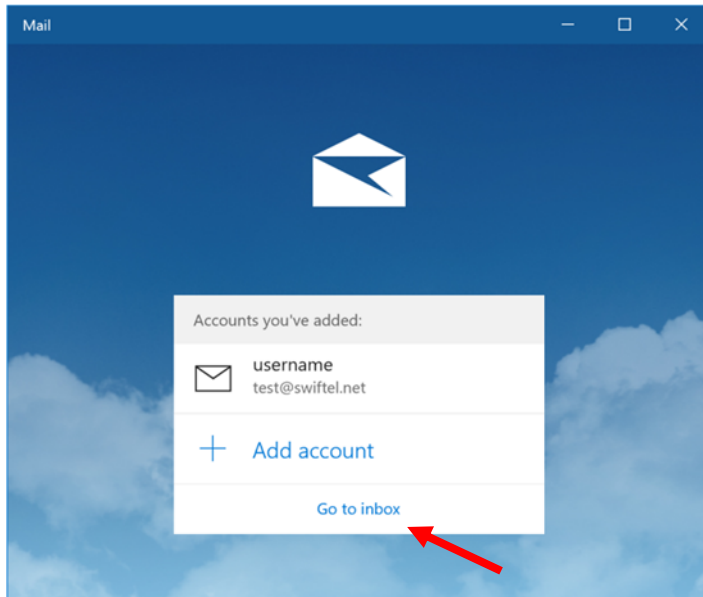 Mail
Accounts you've added:
username
test@swiftel.net
Add account
Go to inbox